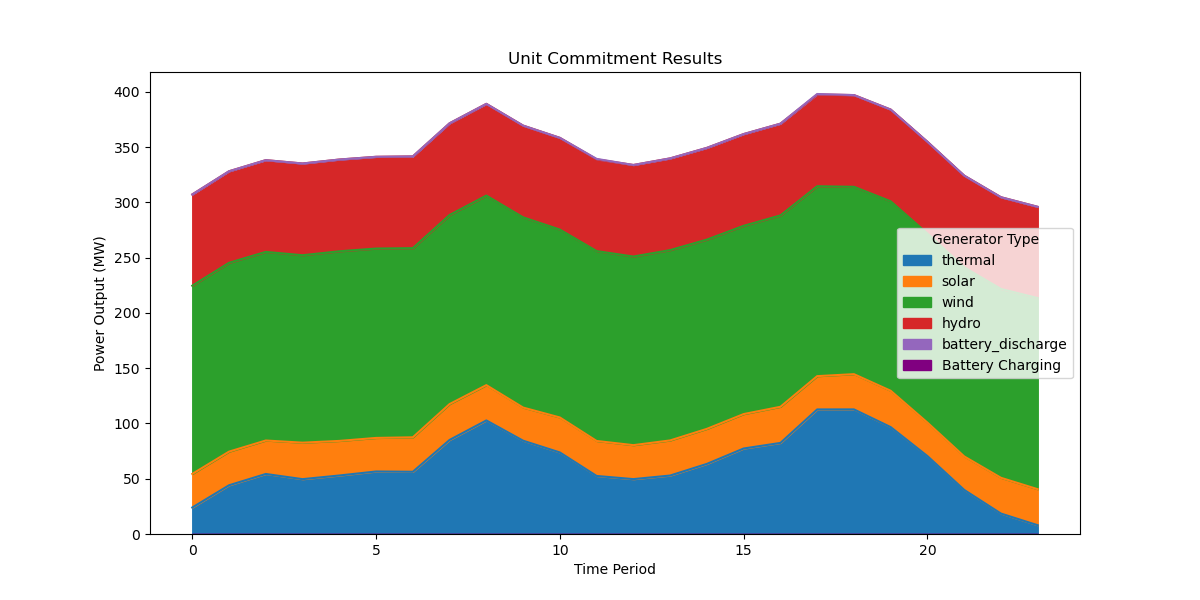 Unit Commitment Results
400
350
300
250
200
150
100
50
0
Power Output (MW)
0 5 10 15 20
Time Period
Generator Type
thermal
solar
wind
hydro
battery_discharge
Battery Charging